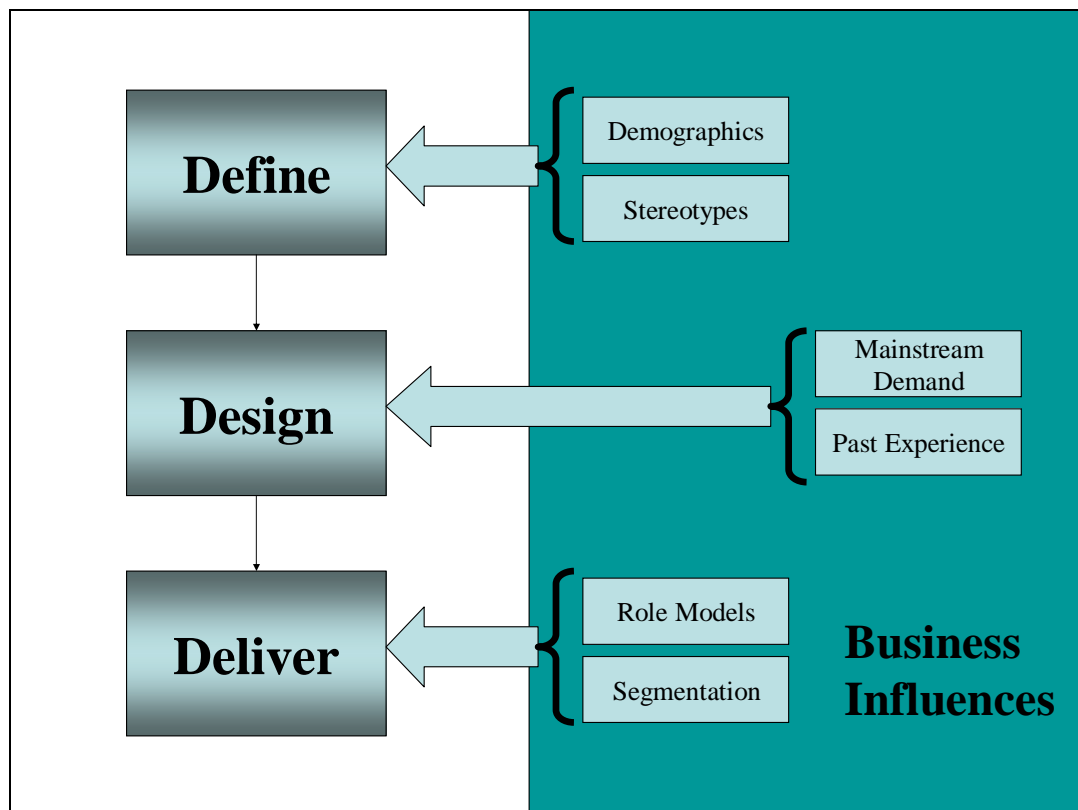 Define
Demographics
Stereotypes
Design
Mainstream
Demand
Past Experience
Deliver
Role Models
Segmentation
Business
Influences